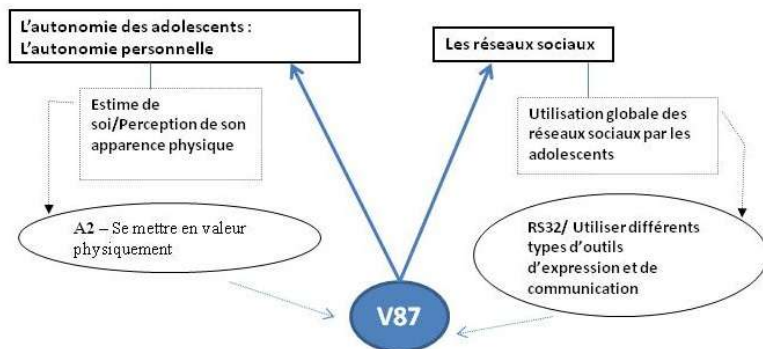 L’autonomie des adolescents :
L’autonomie personnelle
Les réseaux sociaux
Estime de
soi/Perception de son
apparence physique
Utilisation globale des
réseaux sociaux par les
adolescents
A2 – Se mettre en valeur
physiquement
RS32/ Utiliser différents
types d’outils
d’expression et de
communication
V87